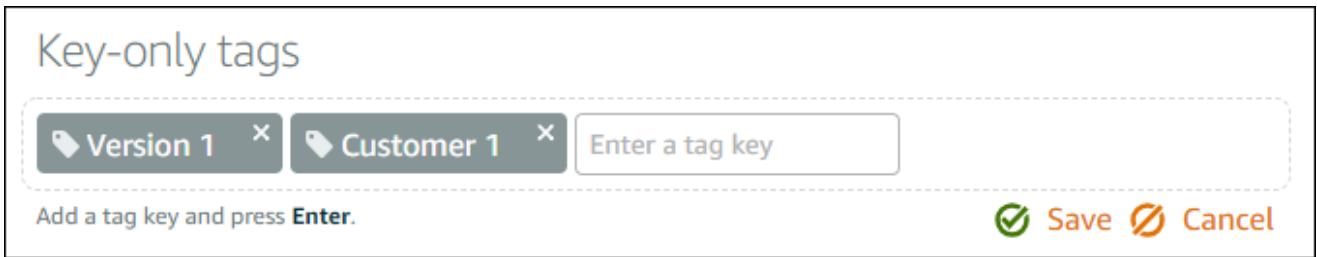 Key-only tags
Version 1 × Customer 1 × Enter a tag key
Add a tag key and press Enter. Save Cancel